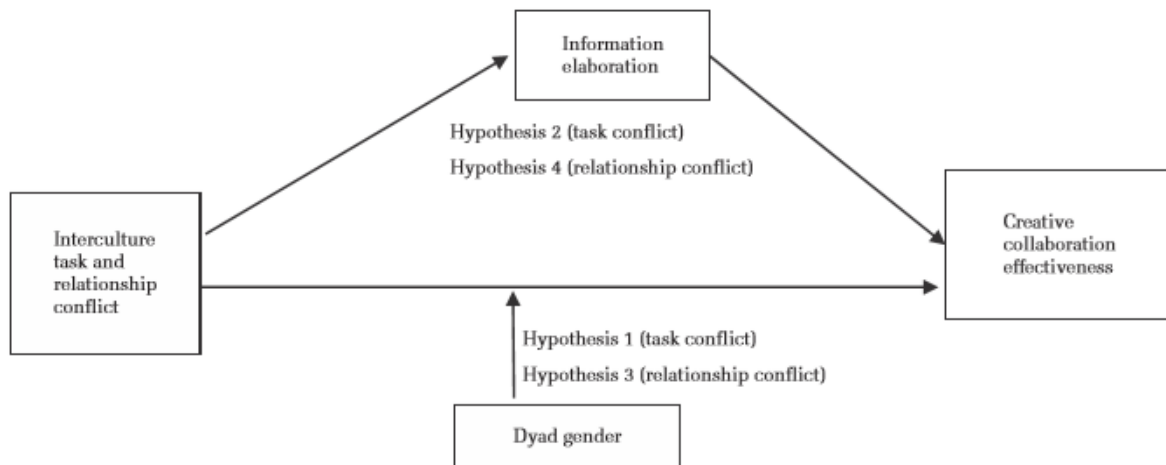 Information
elaboration
Hypothesis 2 (task conflict)
Hypothesis 4 (relationship conflict)
Interculture
task and
relationship
conflict
Creative
collaboration
effectiveness
Hypothesis 1 (task conflict)
Hypothesis 3 (relationship conflict)
Dyad gender